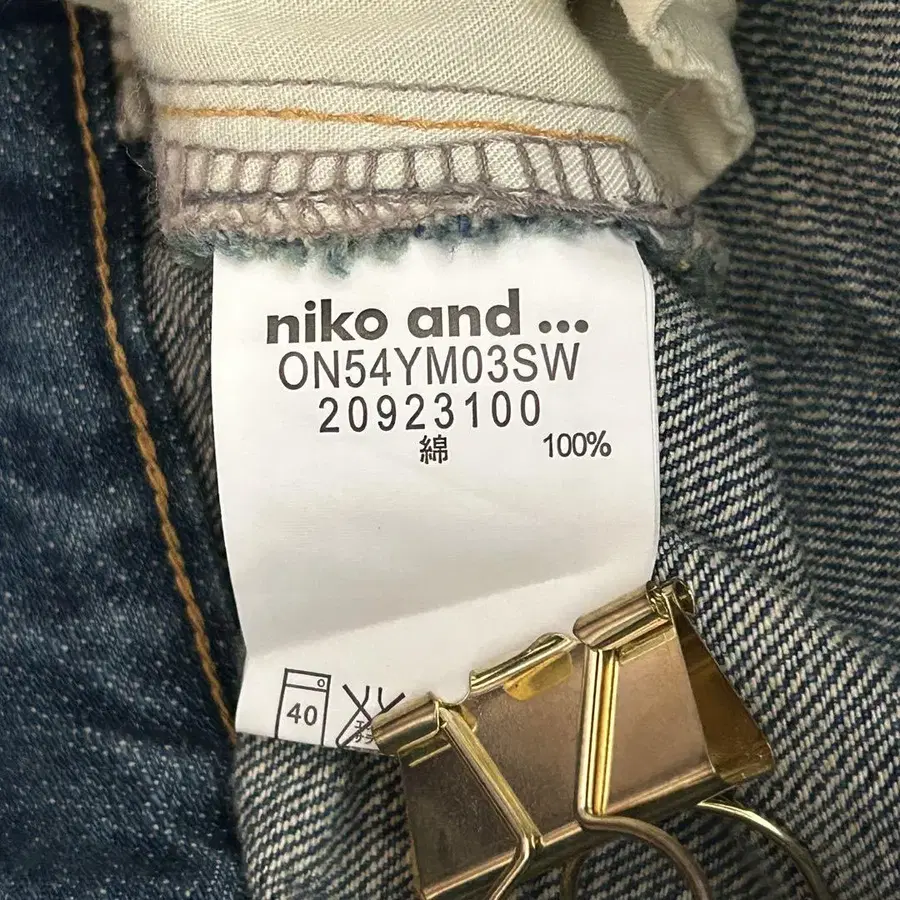 niko and ...
ON54YM03SW
20923100
綿 100%
40